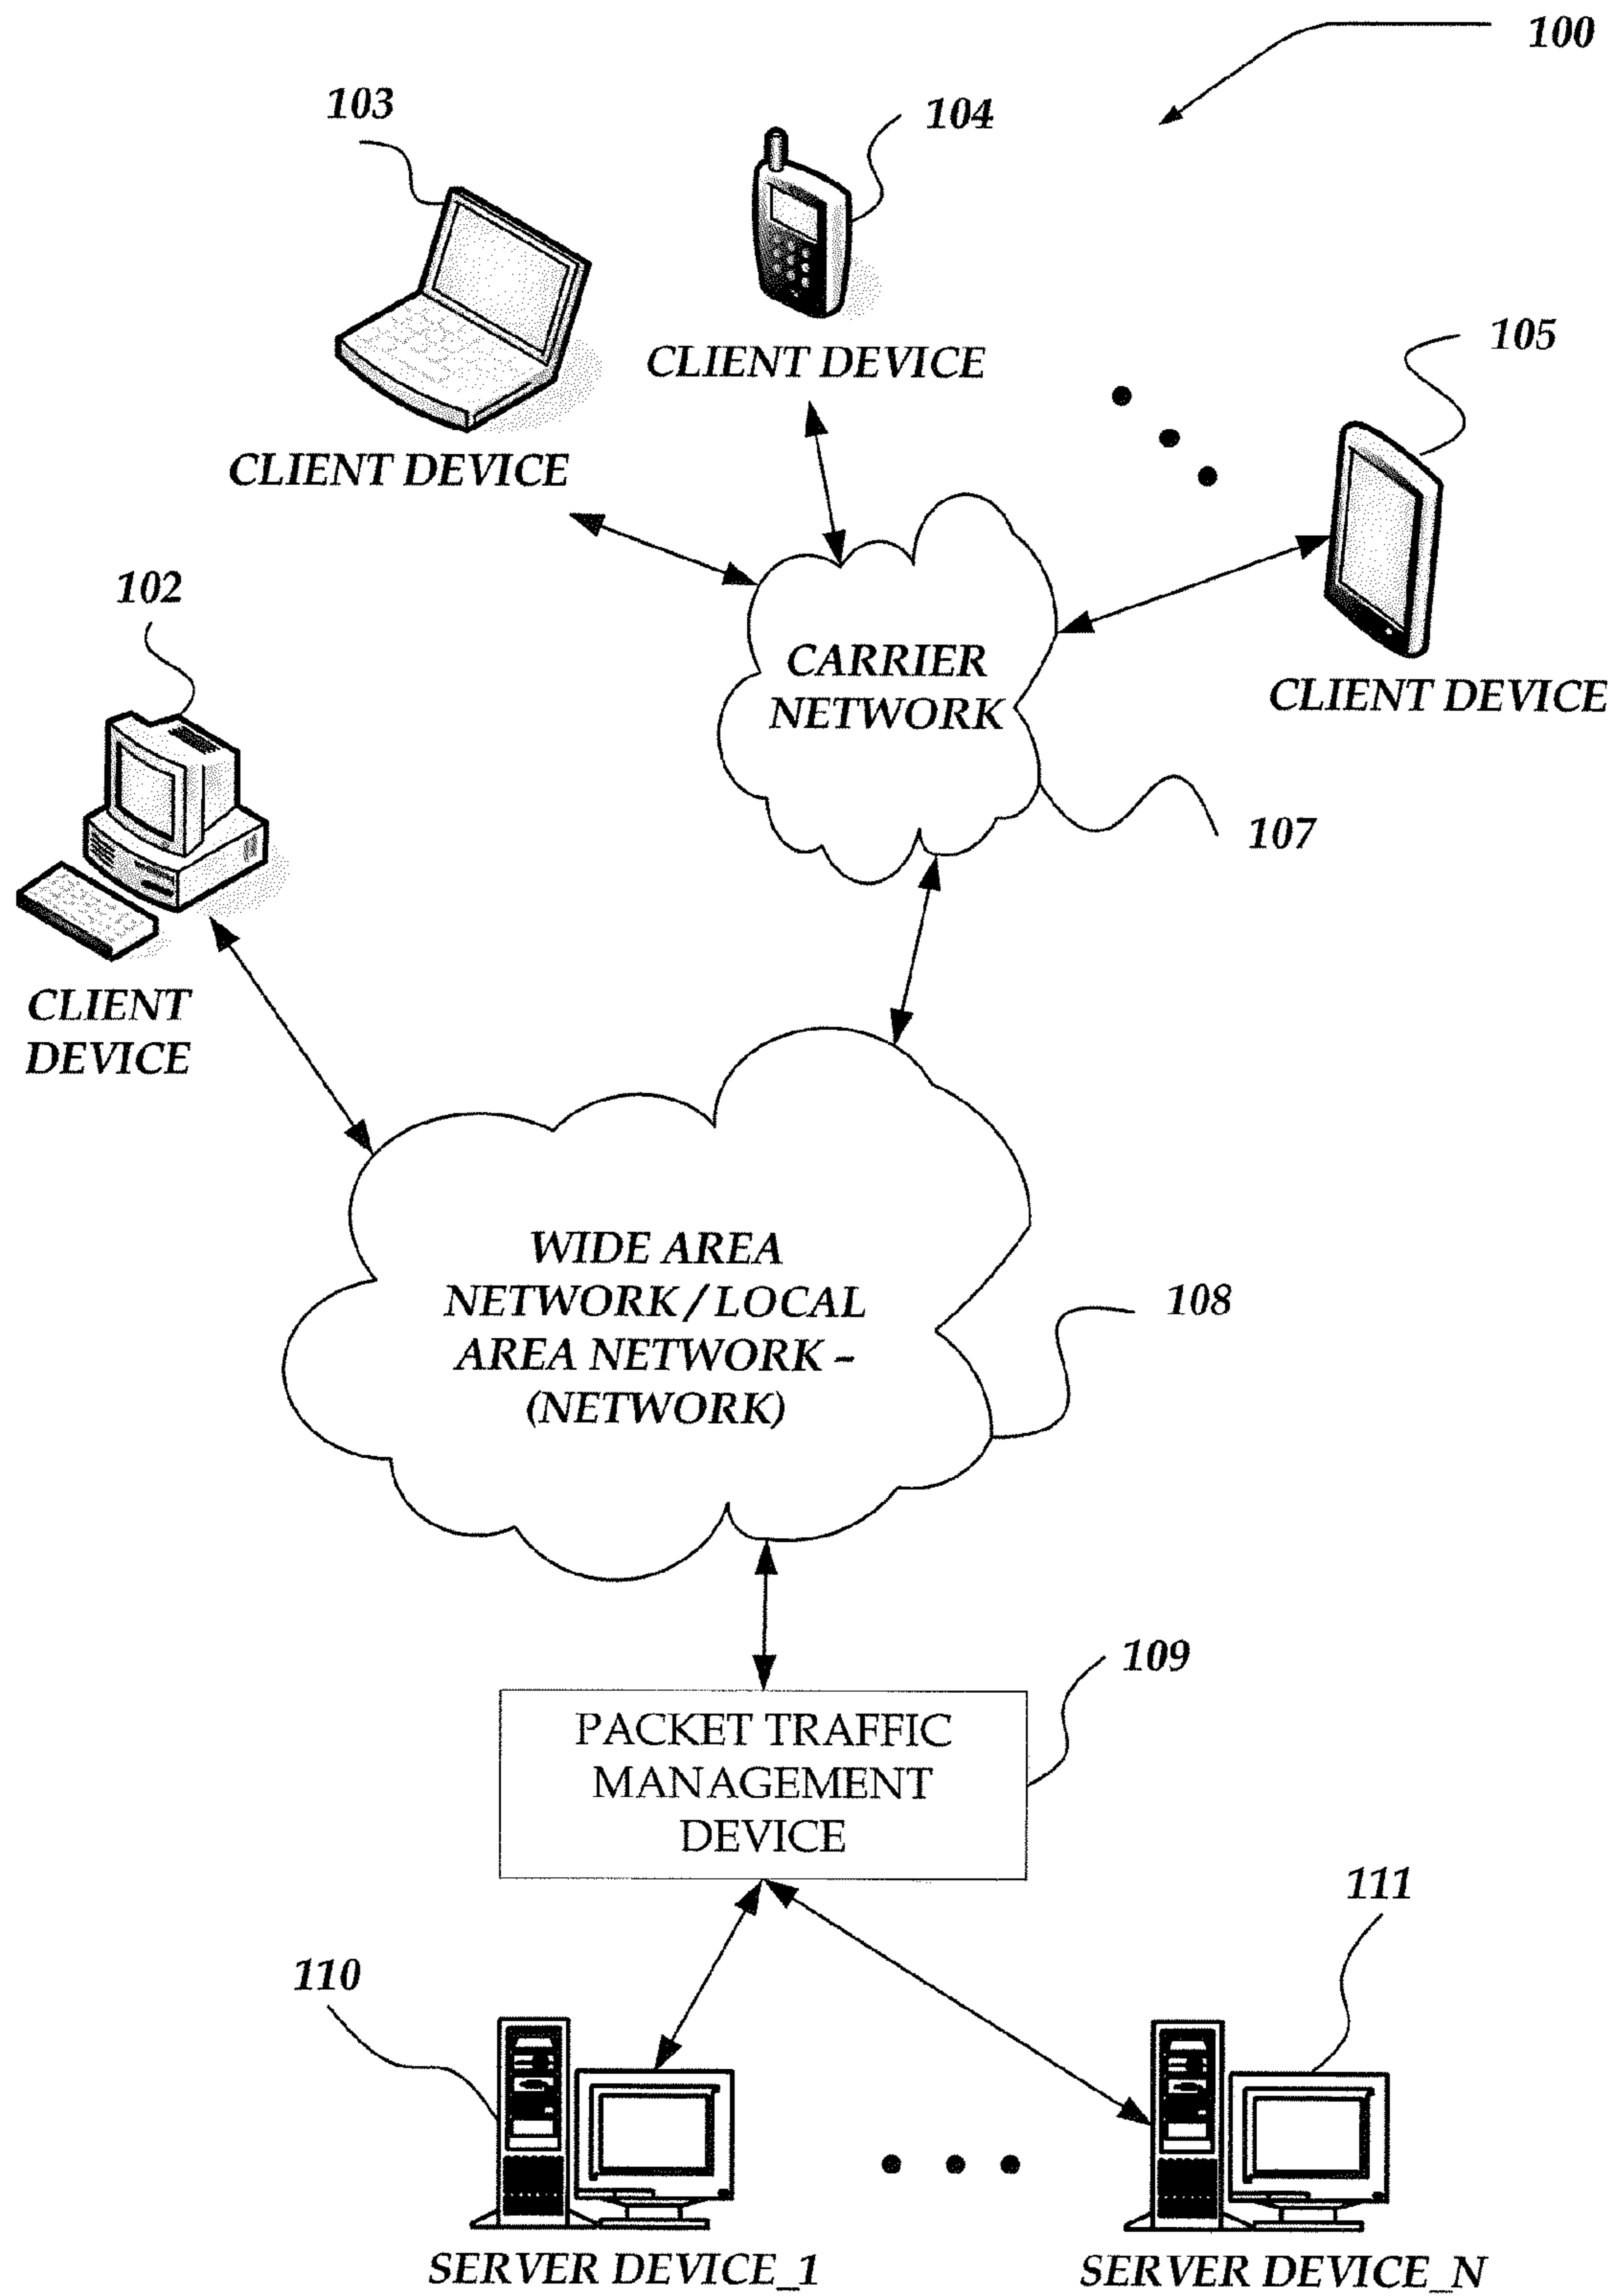 100
103
104
CLIENT DEVICE
105
CLIENT DEVICE
102
CARRIER
NETWORK
CLIENT DEVICE
107
CLIENT
DEVICE
WIDE AREA
NETWORK / LOCAL
AREA NETWORK –
(NETWORK)
108
109
PACKET TRAFFIC
MANAGEMENT
DEVICE
111
110
SERVER DEVICE_1
SERVER DEVICE_N